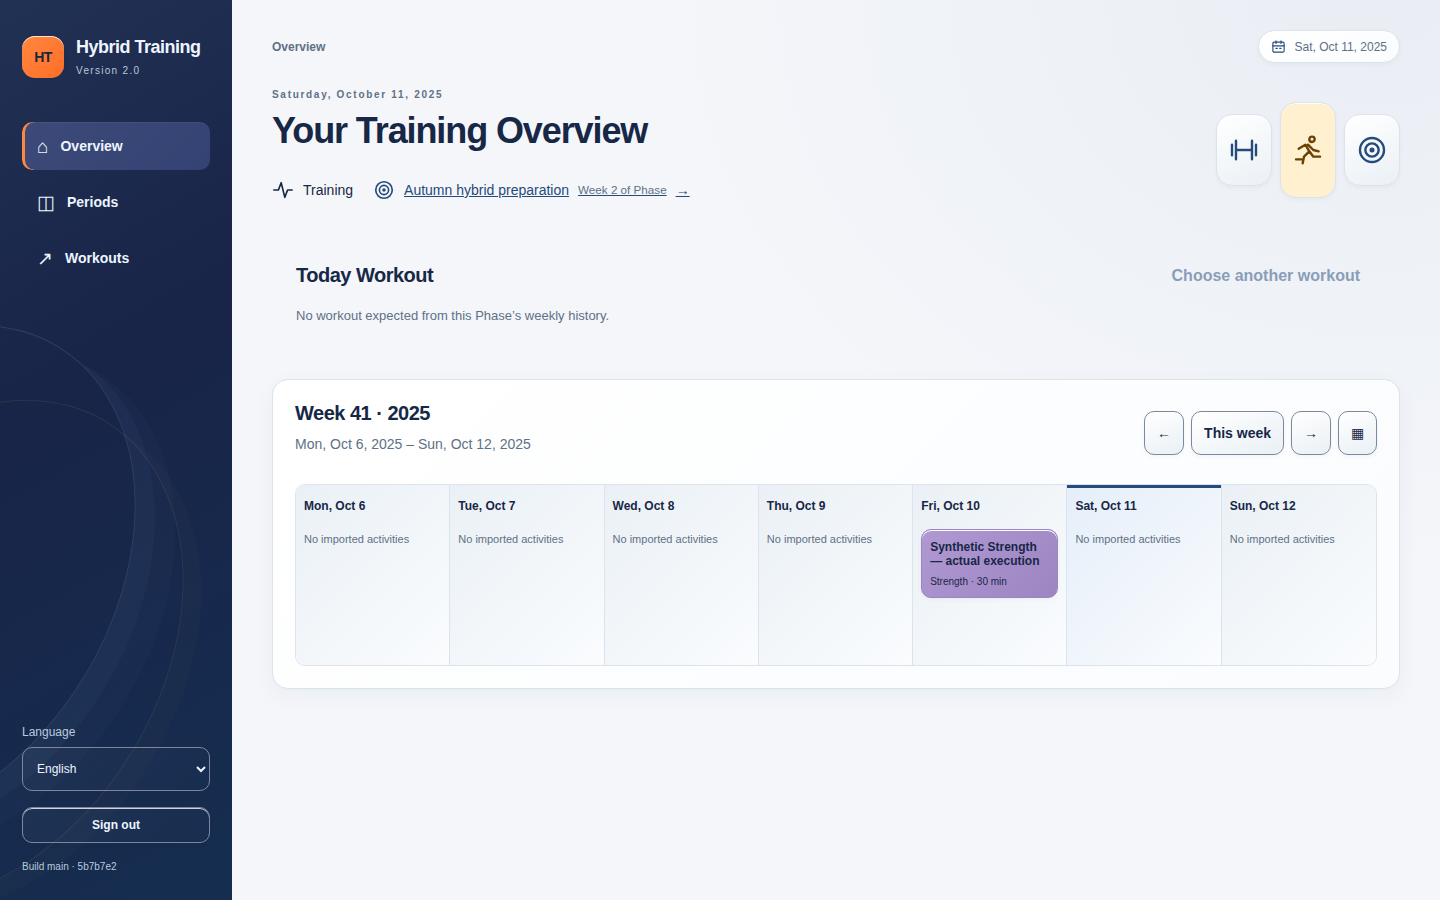 HT
Hybrid Training
Version 2.0
Overview
Periods
Workouts
Language
English
Sign out
Build main · 5b7b7e2
Overview
Sat, Oct 11, 2025
Saturday, October 11, 2025
Your Training Overview
Training
Autumn hybrid preparation Week 2 of Phase →
Today Workout
Choose another workout
No workout expected from this Phase’s weekly history.
Week 41 · 2025
Mon, Oct 6, 2025 – Sun, Oct 12, 2025
←
This week
→
Mon, Oct 6
No imported activities
Tue, Oct 7
No imported activities
Wed, Oct 8
No imported activities
Thu, Oct 9
No imported activities
Fri, Oct 10
Synthetic Strength
— actual execution
Strength · 30 min
Sat, Oct 11
No imported activities
Sun, Oct 12
No imported activities